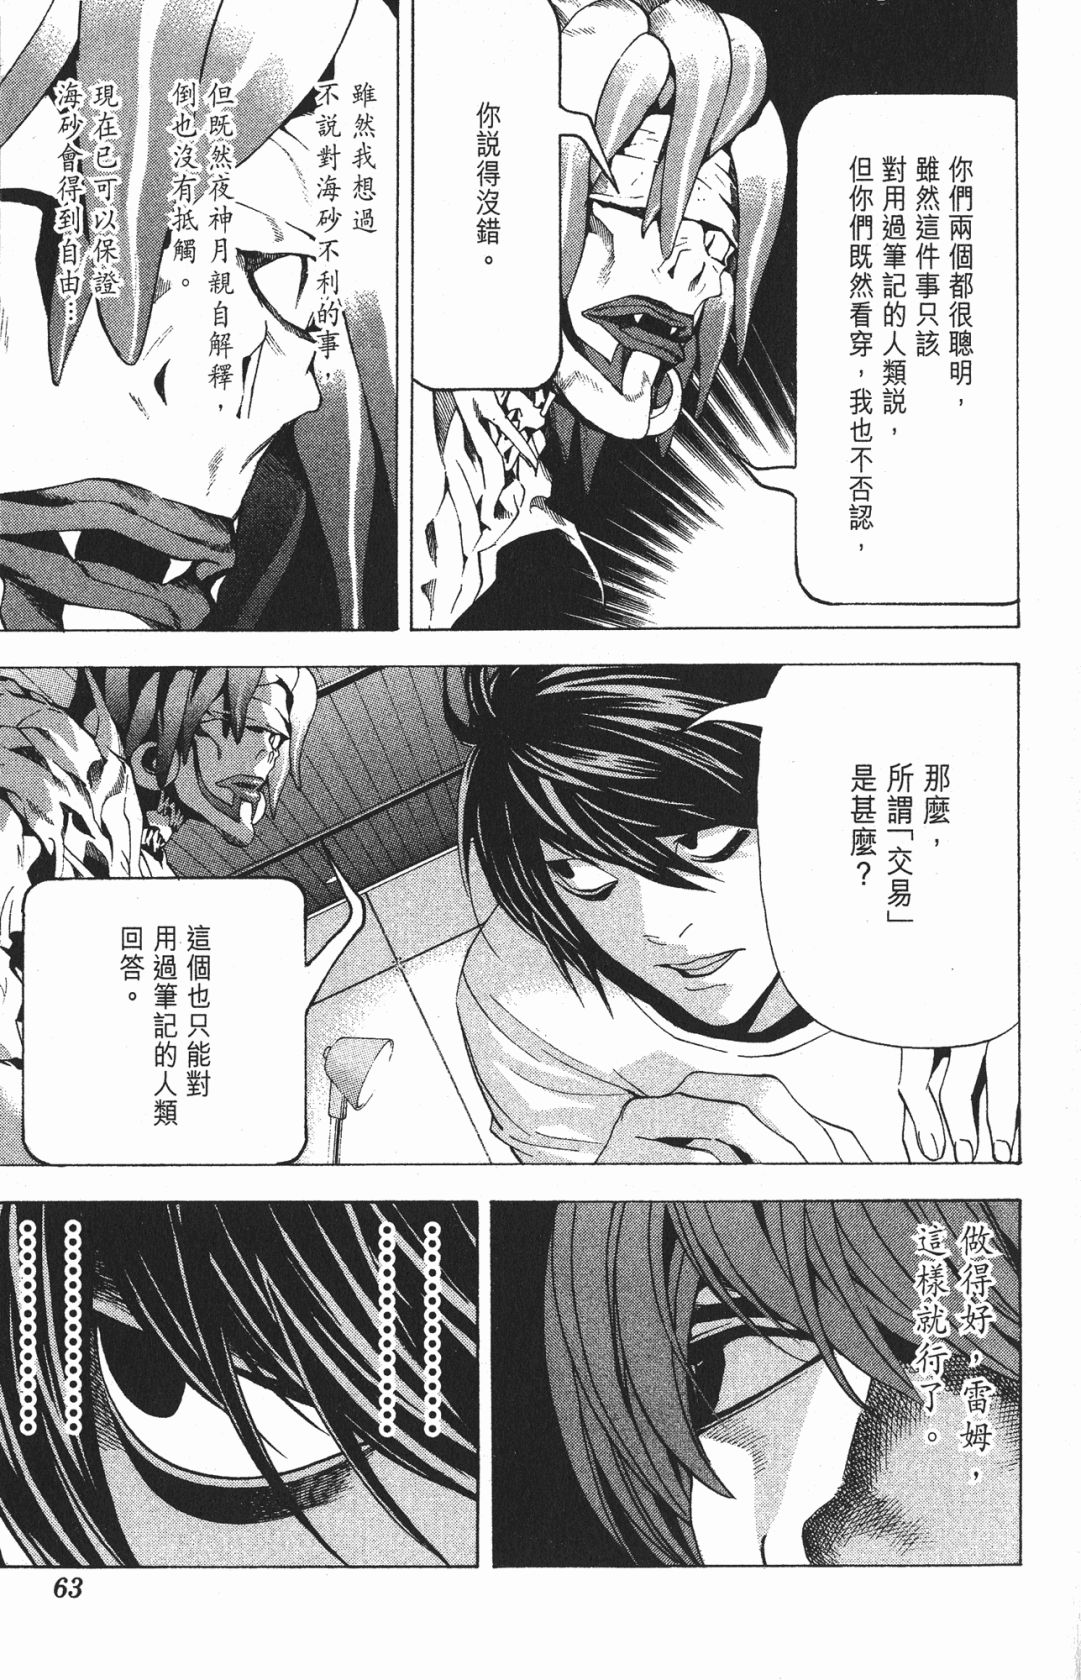 你們兩個都很聰明，
雖然這件事只該
對用過筆記的人類說，
但你們既然看穿，我也不否認，
你說得沒錯。
雖然我想過
不說對海砂不利的事，
但既然夜神月親自解釋，
倒也沒有抵觸。
現在已可以保證
海砂會得到自由…
那麼，
所謂「交易」
是甚麼？
這個也只能對
用過筆記的人類
回答。
做得好，雷姆，
這樣就行了。
63